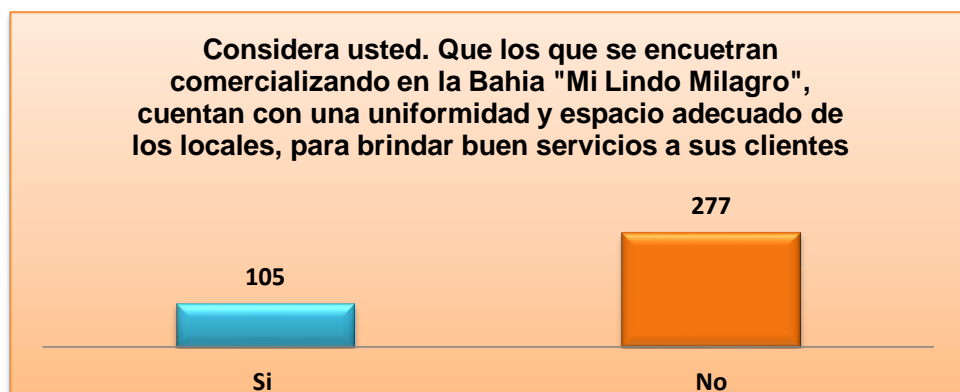 Considera usted. Que los que se encuetran
comercializando en la Bahia "Mi Lindo Milagro",
cuentan con una uniformidad y espacio adecuado de
los locales, para brindar buen servicios a sus clientes
277
105
Si No